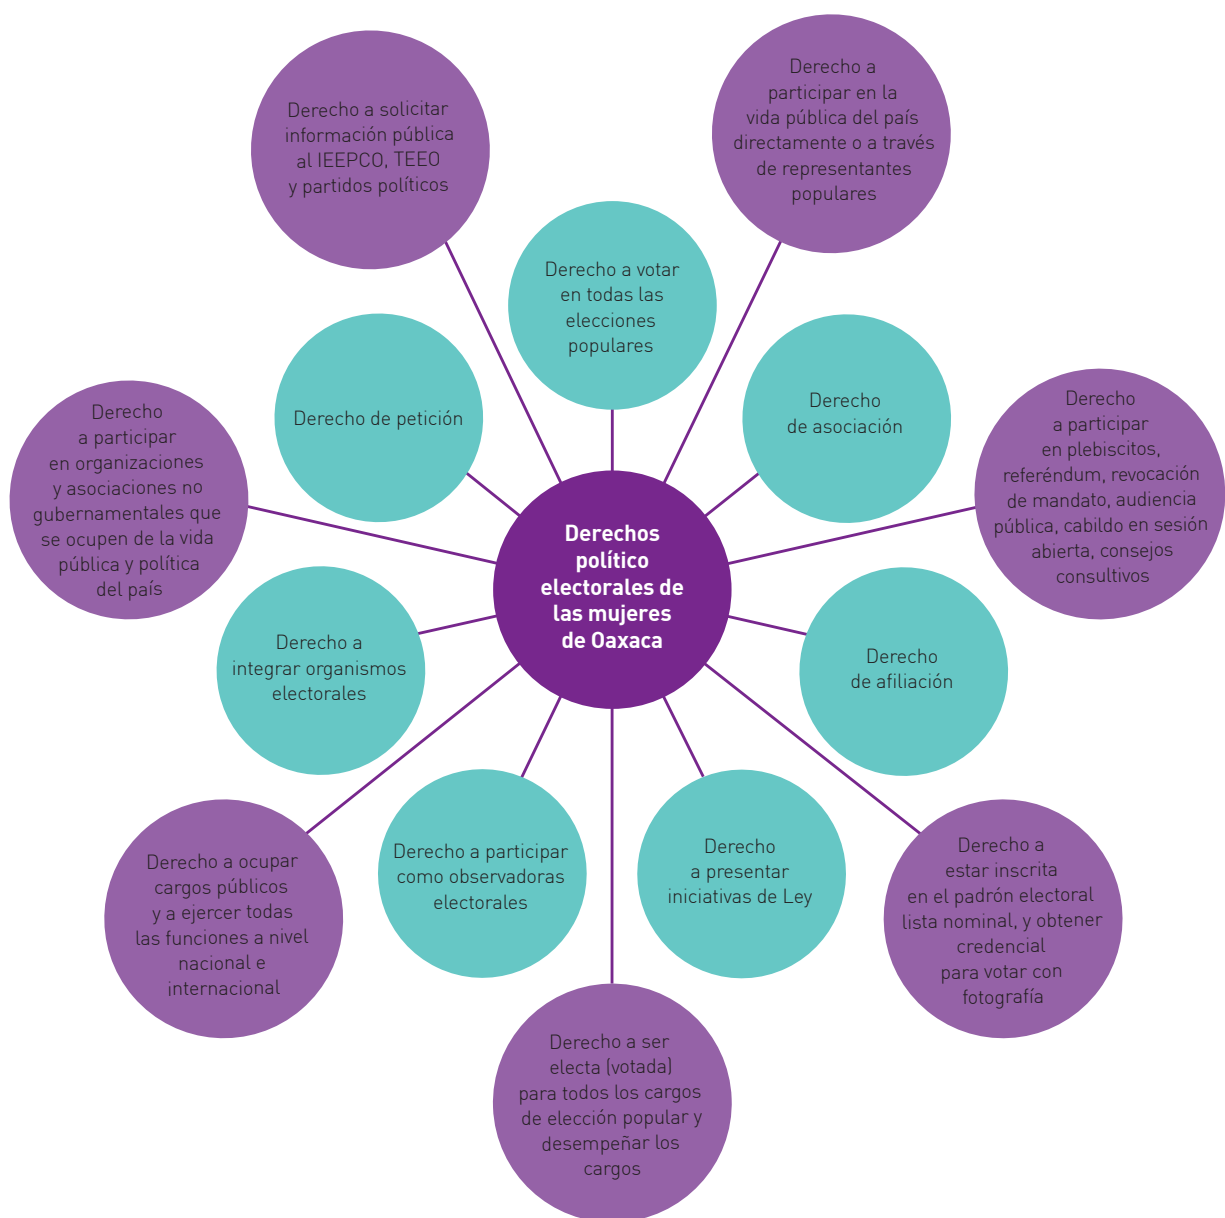 Derecho a solicitar
información pública
al IEEPCO, TEEO
y partidos políticos
Derecho a
participar en la
vida pública del país
directamente o a través
de representantes
populares
Derecho a votar
en todas las
elecciones
populares
Derecho de petición
Derecho
de asociación
Derecho
a participar
en organizaciones
y asociaciones no
gubernamentales que
se ocupen de la vida
pública y política
del país
Derecho
a participar
en plebiscitos,
referéndum, revocación
de mandato, audiencia
pública, cabildo en sesión
abierta, consejos
consultivos
Derechos
político
electorales de
las mujeres
de Oaxaca
Derecho a
integrar organismos
electorales
Derecho
de afiliación
Derecho a ocupar
cargos públicos
y a ejercer todas
las funciones a nivel
nacional e
internacional
Derecho a participar
como observadoras
electorales
Derecho
a presentar
iniciativas de Ley
Derecho a
estar inscrita
en el padrón electoral
lista nominal, y obtener
credencial
para votar con
fotografía
Derecho a ser
electa (votada)
para todos los cargos
de elección popular y
desempeñar los
cargos